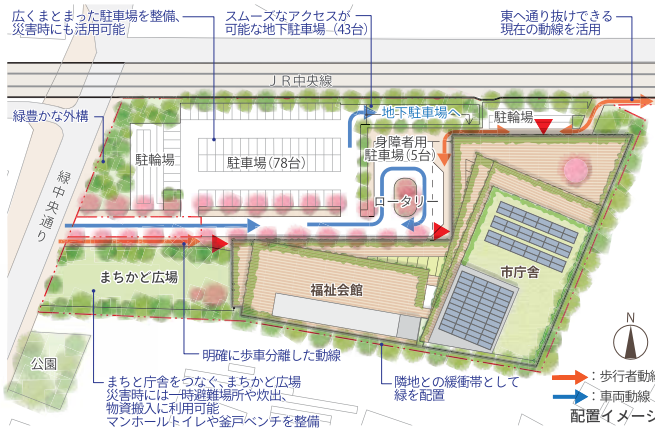 広くまとまった駐車場を整備、
災害時にも活用可能
スムーズなアクセスが
可能な地下駐車場（43台）
東へ通り抜けできる
現在の動線を活用
ＪＲ中央線
緑豊かな外構
地下駐車場へ
駐輪場
身障者用
駐車場（5台）
駐輪場
駐車場（78台）
ロータリー
緑中央通り
まちかど広場
福祉会館
市庁舎
公園
明確に歩車分離した動線
まちと庁舎をつなぐ、まちかど広場
災害時には一時避難場所や炊出、
物資搬入に利用可能
マンホールトイレや釜戸ベンチを整備
隣地との緩衝帯として
緑を配置
N
：歩行者動線
：車両動線
配置イメージ